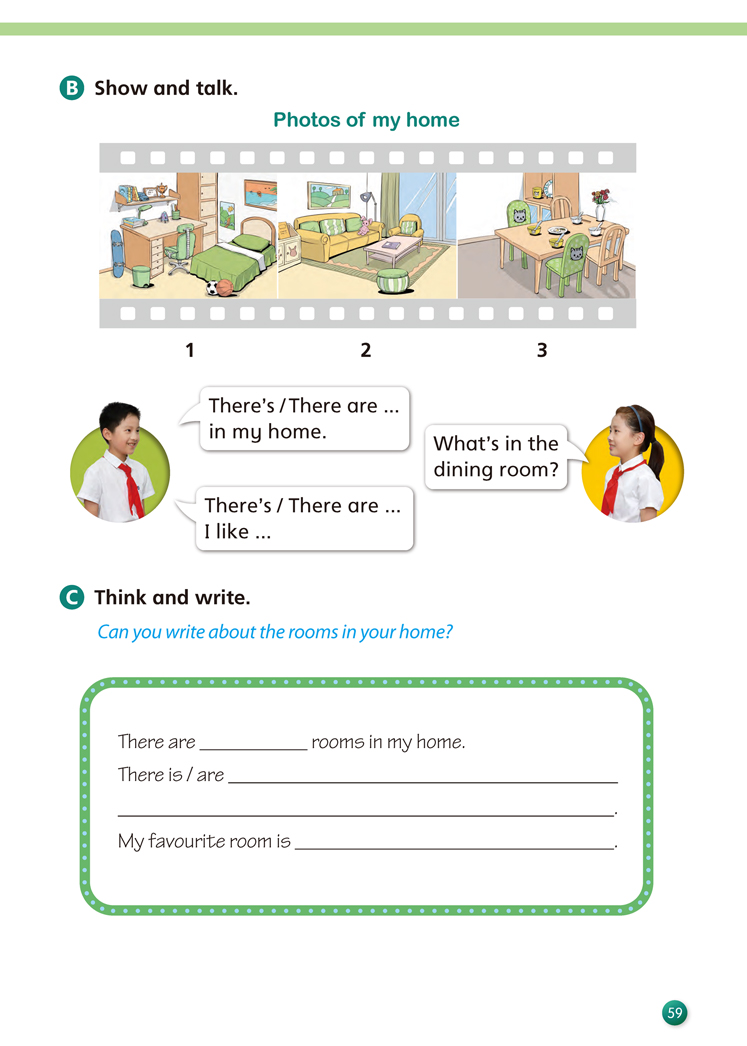 B Show and talk.
Photos of my home
1 2 3
There's / There are ...
in my home.
What's in the
dining room?
There's / There are ...
I like ...
C Think and write.
Can you write about the rooms in your home?
There are ___________ rooms in my home.
There is / are ________________________________________
___________________________________________________.
My favourite room is _________________________________.
59